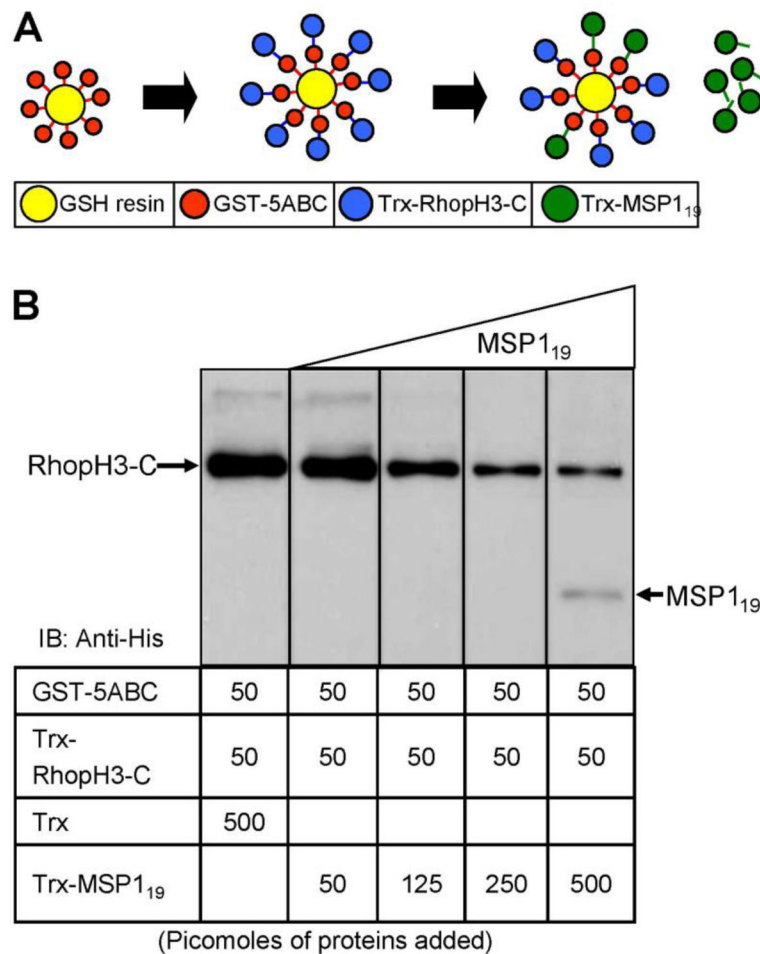 A
GSH resin GST-5ABC Trx-RhopH3-C Trx-MSP1₁₉
B
MSP1₁₉
RhopH3-C
MSP1₁₉
IB: Anti-His
GST-5ABC 50 50 50 50 50
Trx-
RhopH3-C 50 50 50 50 50
Trx 500
Trx-MSP1₁₉ 50 125 250 500
(Picomoles of proteins added)